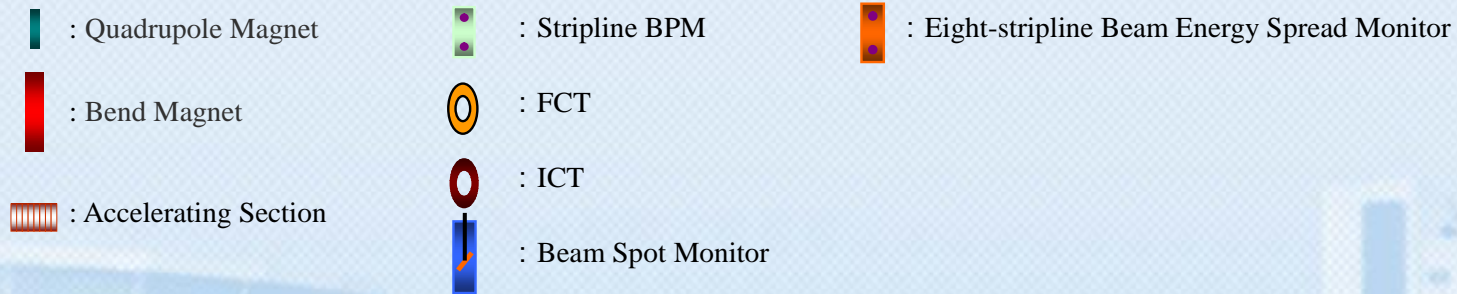 : Quadrupole Magnet
: Bend Magnet
: Accelerating Section
: Stripline BPM
: FCT
: ICT
: Beam Spot Monitor
: Eight-stripline Beam Energy Spread Monitor